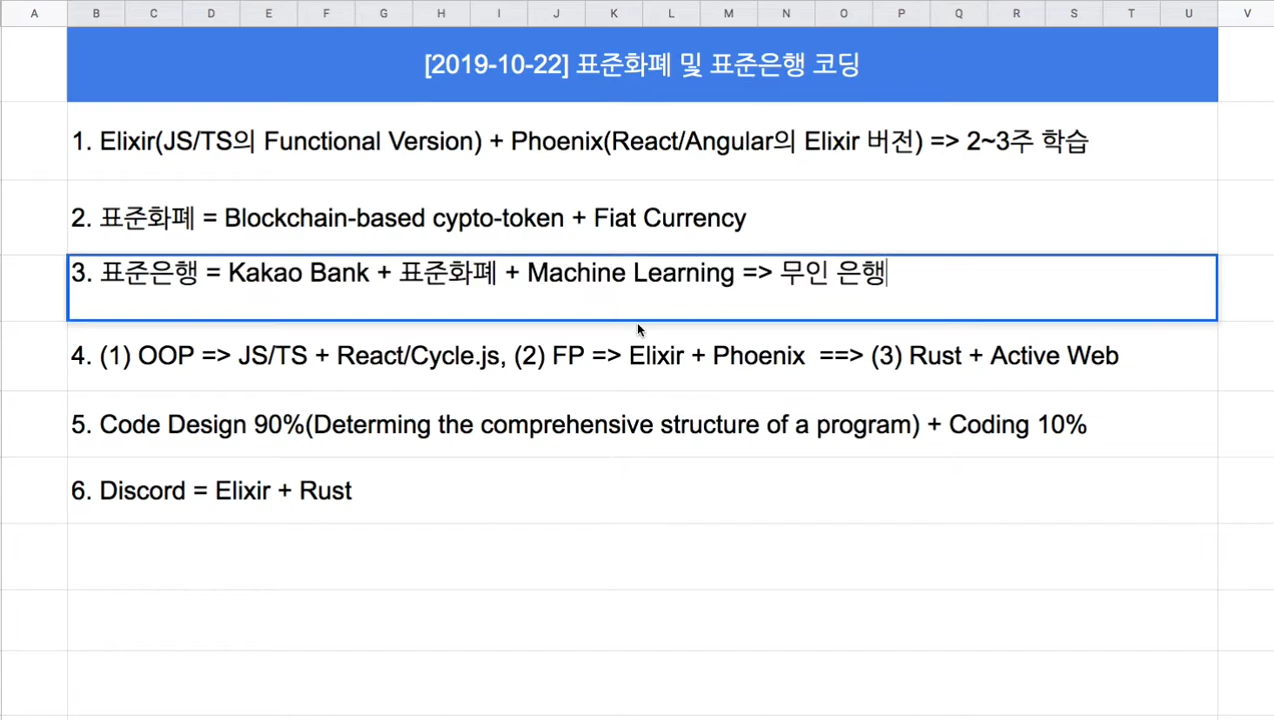 A B C D E F G H I J K L M N O P Q R S T U V
[2019-10-22] 표준화폐 및 표준은행 코딩
1. Elixir(JS/TS의 Functional Version) + Phoenix(React/Angular의 Elixir 버전) => 2~3주 학습
2. 표준화폐 = Blockchain-based cypto-token + Fiat Currency
3. 표준은행 = Kakao Bank + 표준화폐 + Machine Learning => 무인 은행
4. (1) OOP => JS/TS + React/Cycle.js, (2) FP => Elixir + Phoenix ==> (3) Rust + Active Web
5. Code Design 90%(Determing the comprehensive structure of a program) + Coding 10%
6. Discord = Elixir + Rust